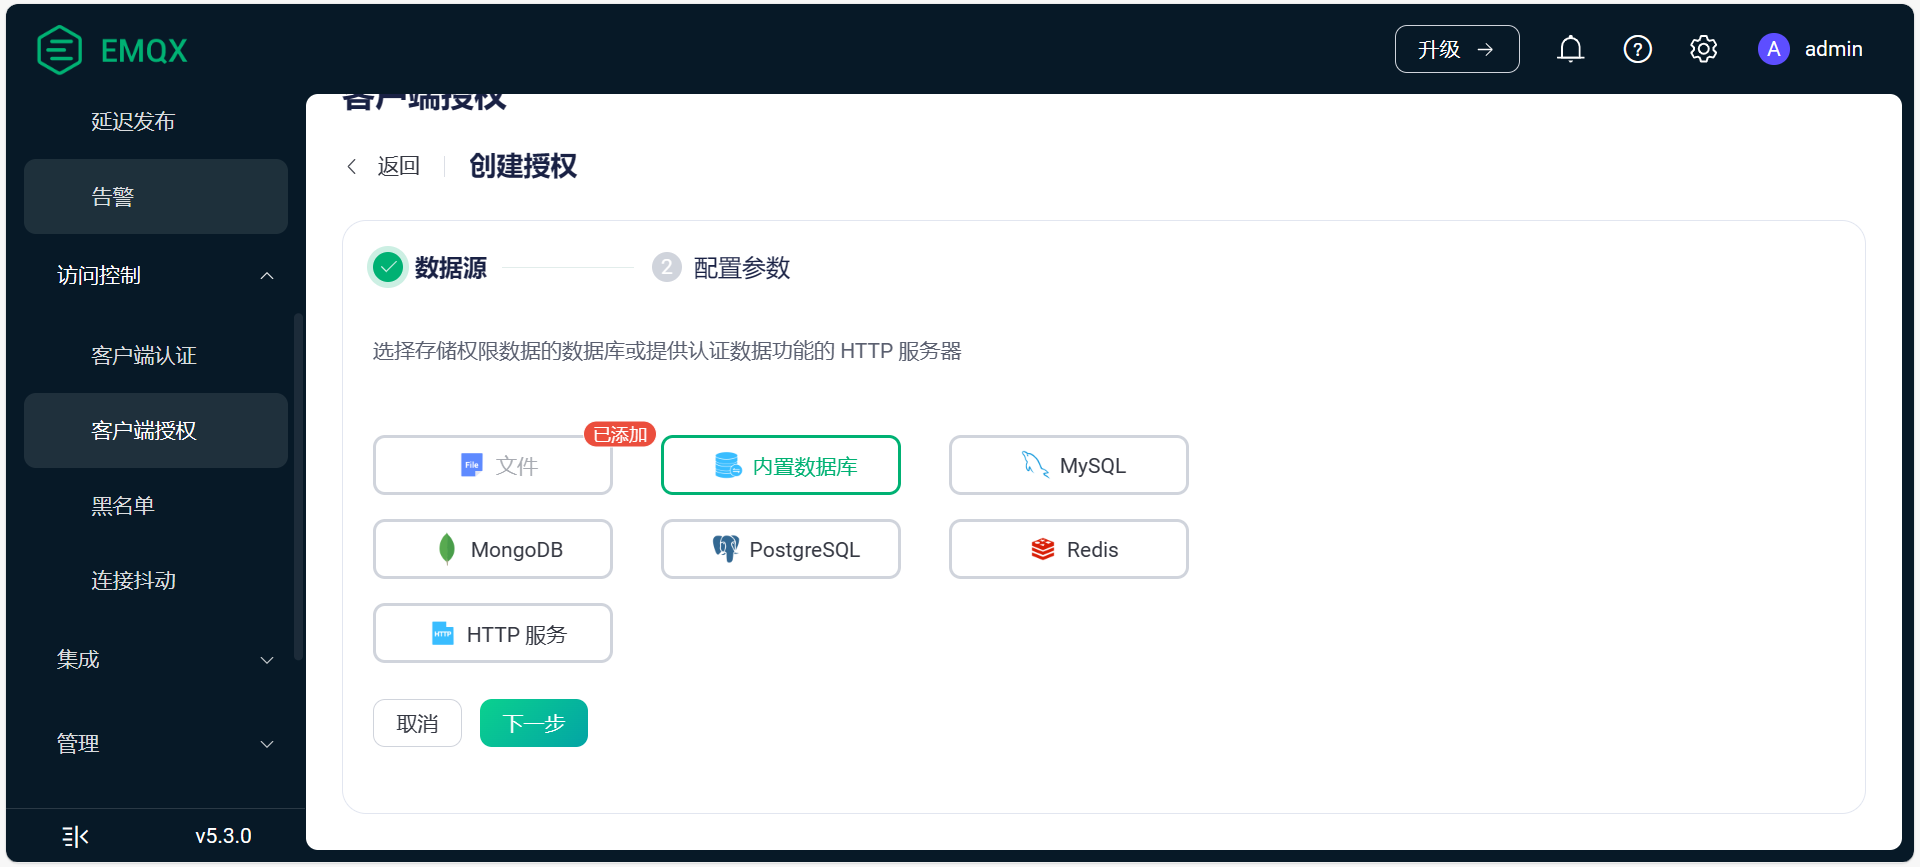 EMQX
升级 →
A
admin
延迟发布
告警
访问控制
客户端认证
客户端授权
黑名单
连接抖动
集成
管理
v5.3.0
客户端授权
返回
创建授权
数据源
2 配置参数
选择存储权限数据的数据库或提供认证数据功能的 HTTP 服务器
已添加
File 文件
内置数据库
MySQL
MongoDB
PostgreSQL
Redis
HTTP HTTP 服务
取消
下一步